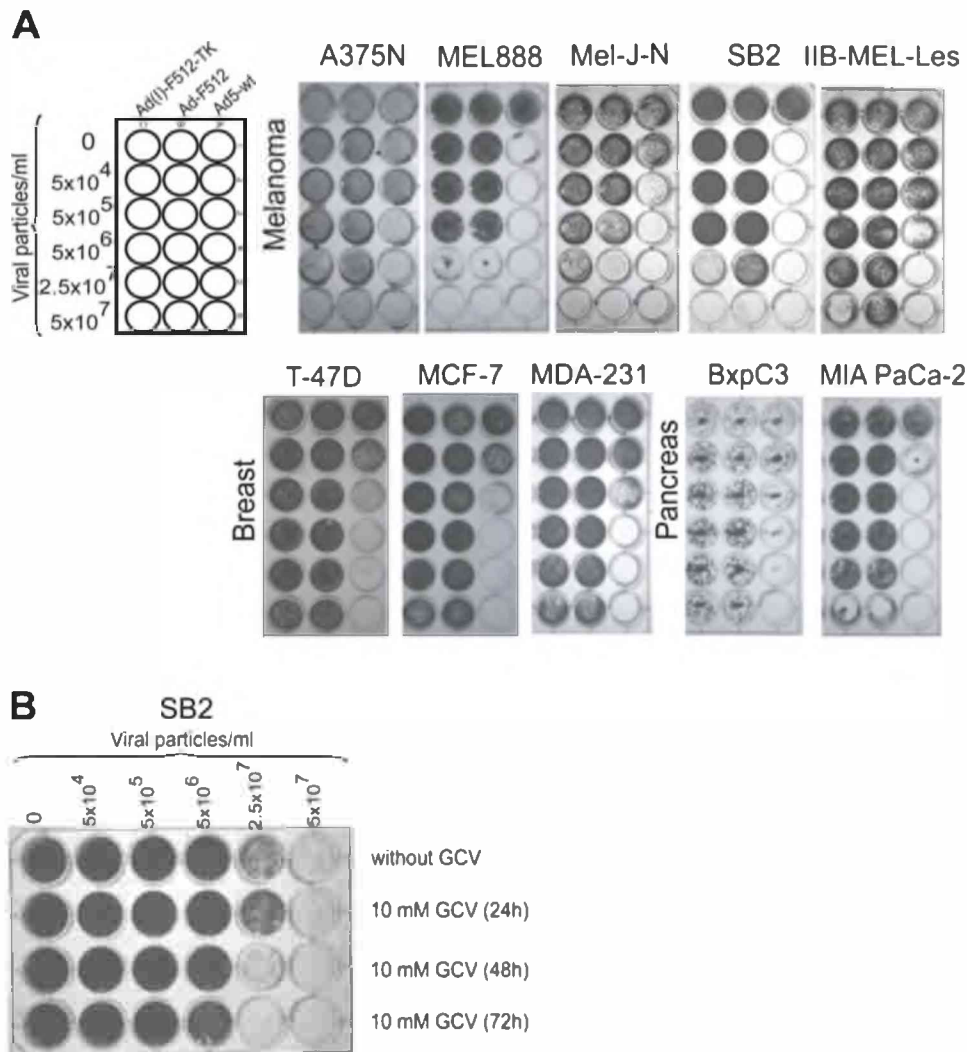 A
Ad(I)-F512-TK
Ad-F512
Ad5-wt
Viral particles/ml
0
5x10^4
5x10^5
5x10^6
2.5x10^7
5x10^7
Melanoma
A375N MEL888 Mel-J-N SB2 IIB-MEL-Les
Breast
T-47D MCF-7 MDA-231
Pancreas
BxpC3 MIA PaCa-2
B
SB2
Viral particles/ml
0 5x10^4 5x10^5 5x10^6 2.5x10^7 5x10^7
without GCV
10 mM GCV (24h)
10 mM GCV (48h)
10 mM GCV (72h)